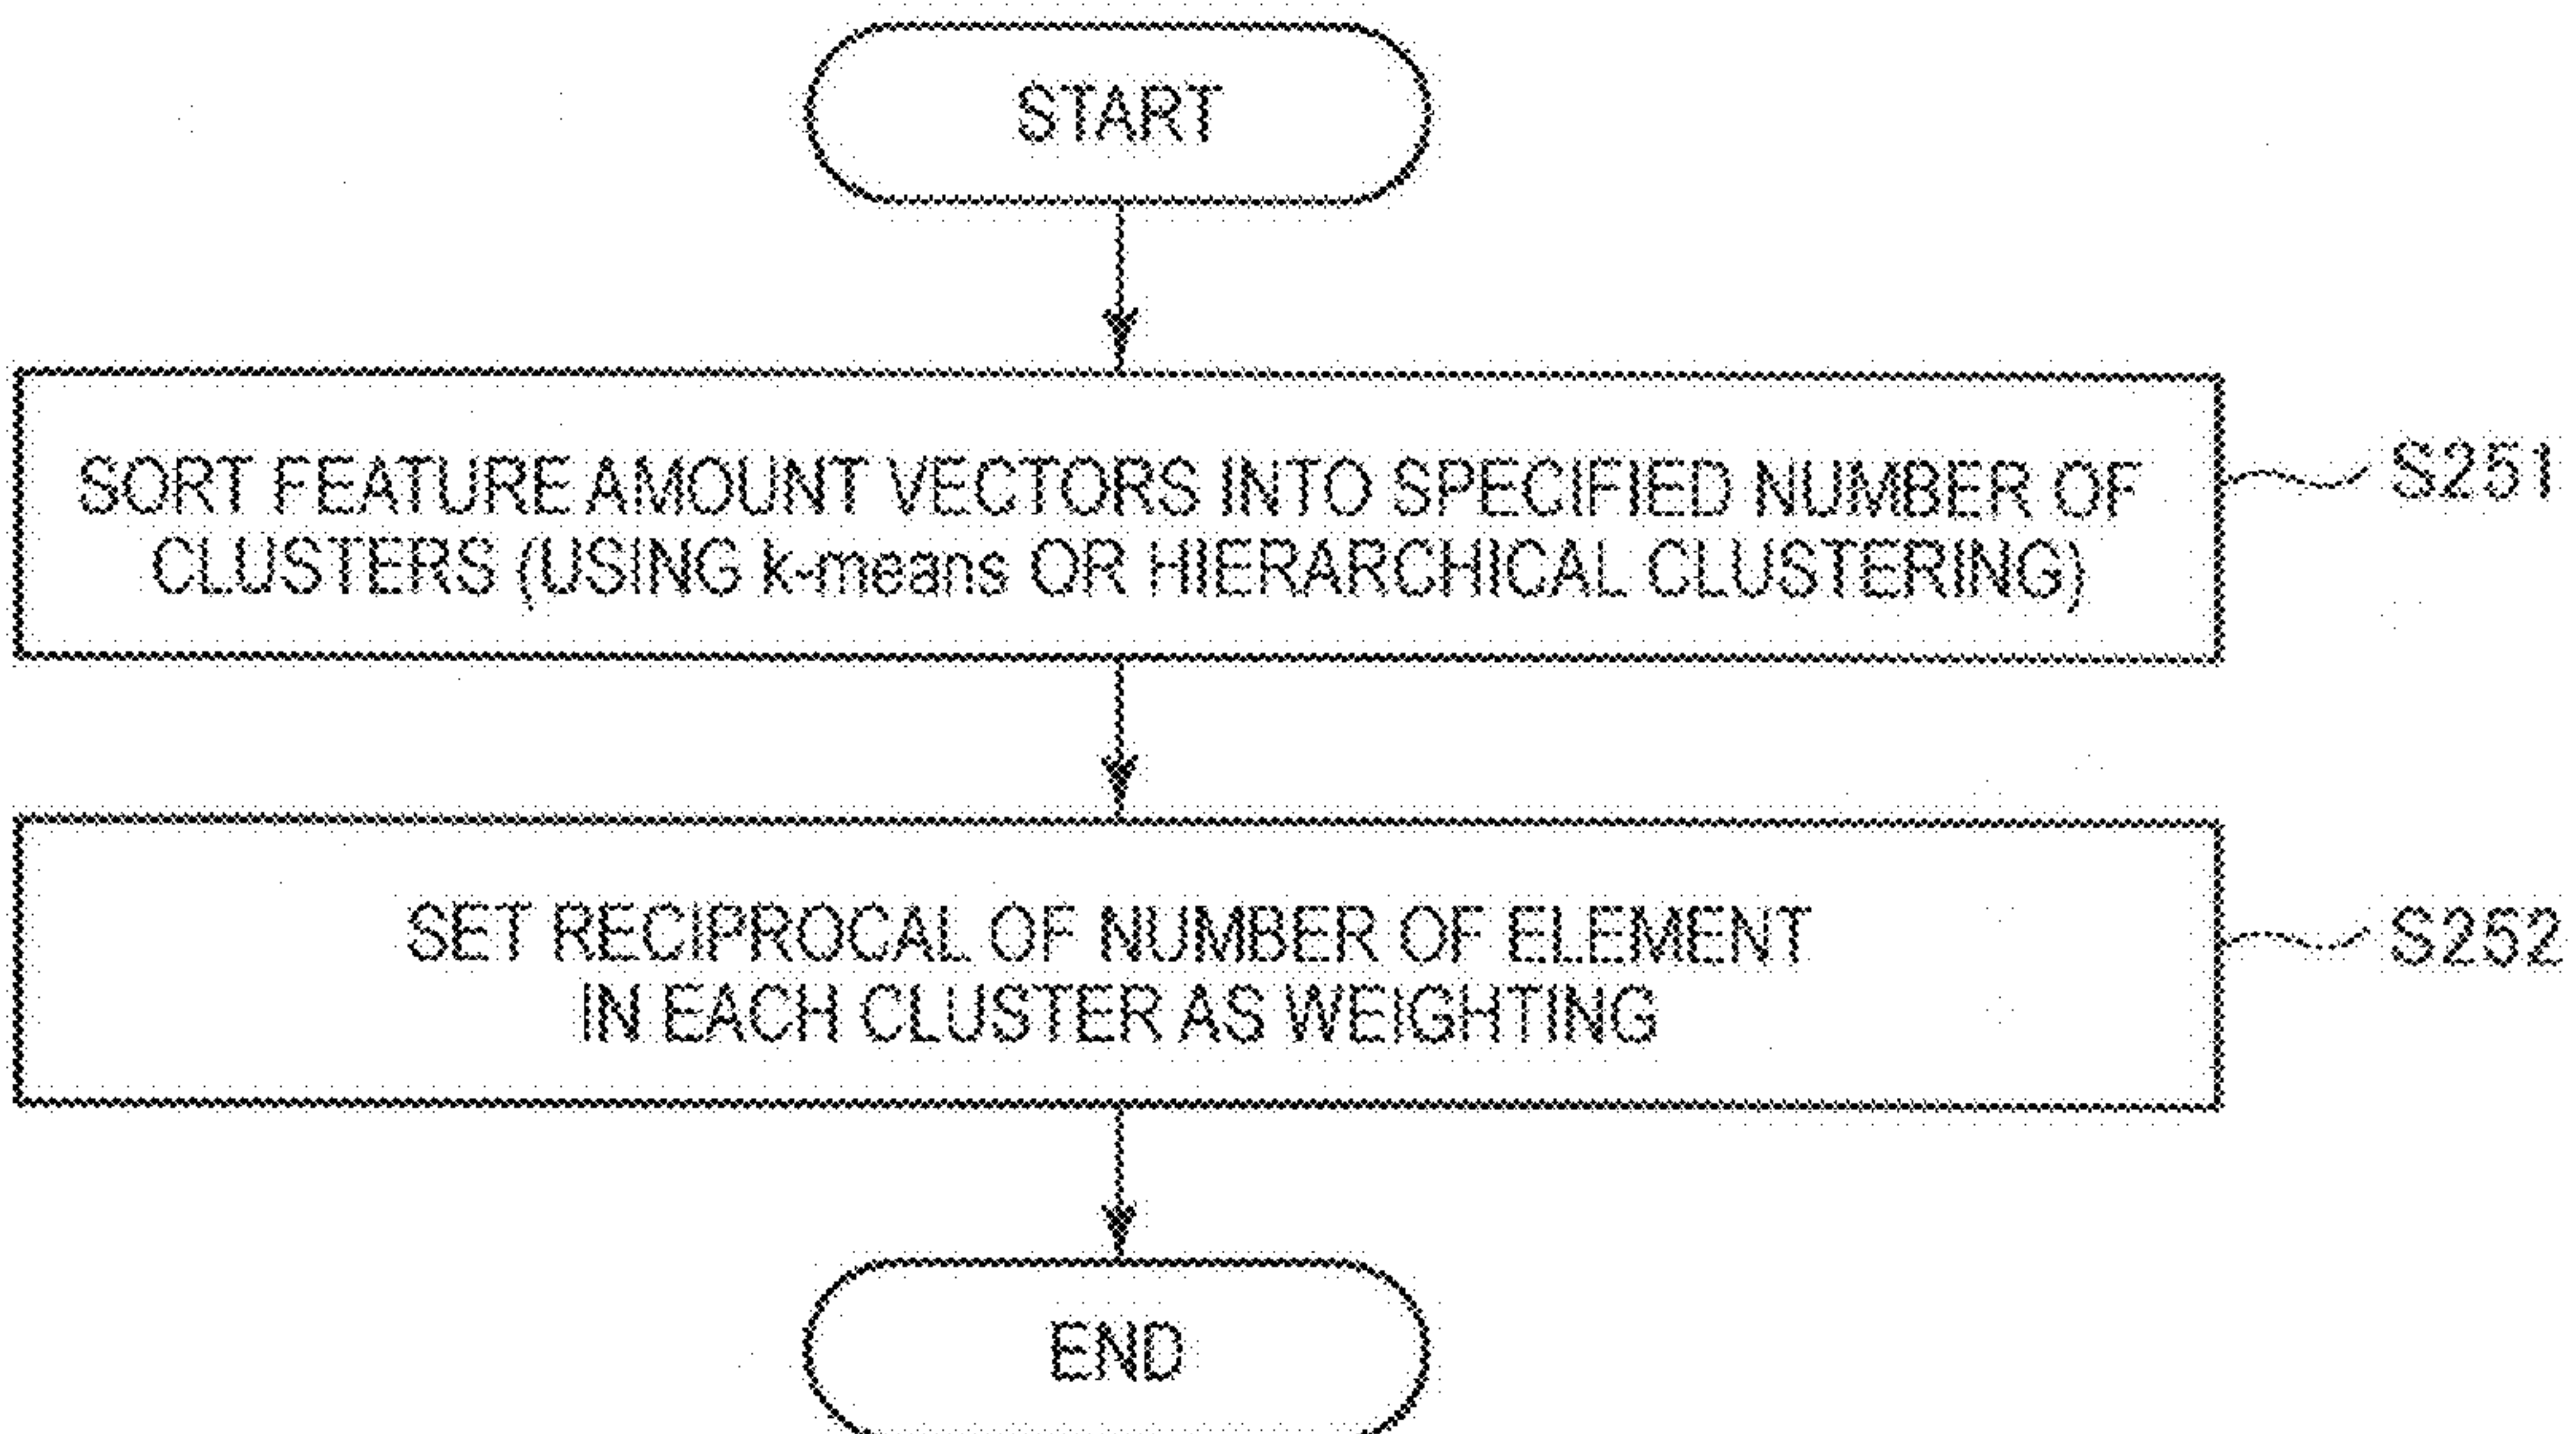 START
SORT FEATURE AMOUNT VECTORS INTO SPECIFIED NUMBER OF
CLUSTERS (USING k-means OR HIERARCHICAL CLUSTERING)
S251
SET RECIPROCAL OF NUMBER OF ELEMENT
IN EACH CLUSTER AS WEIGHTING
S252
END